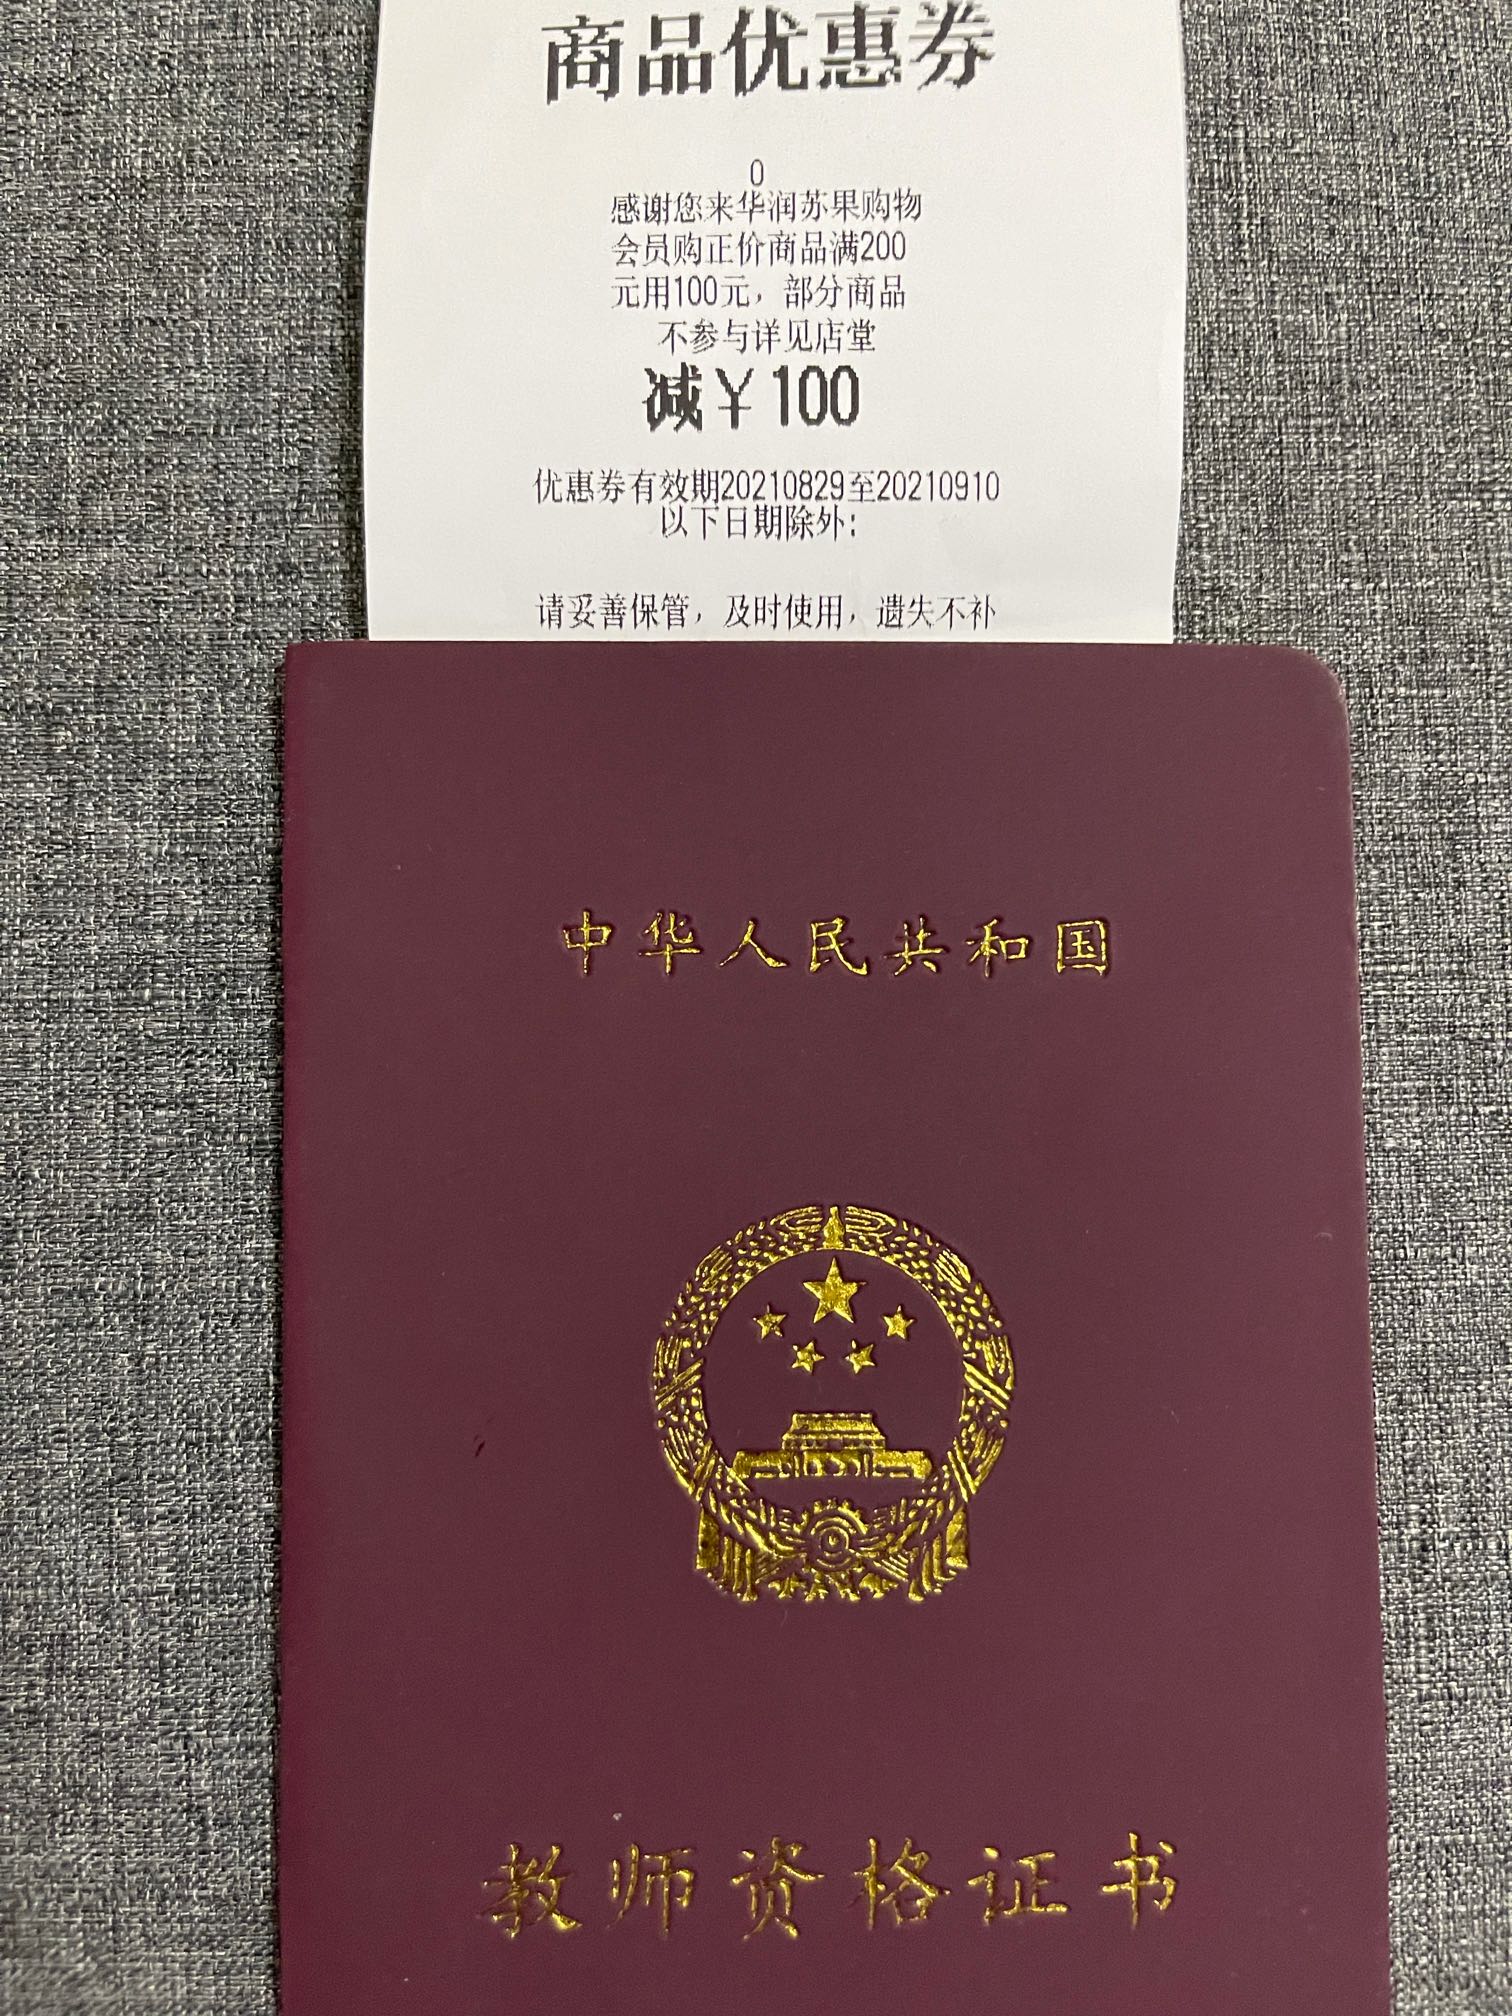 商品优惠券
0
感谢您来华润苏果购物
会员购正价商品满200
元用100元，部分商品
不参与详见店堂
减￥100
优惠券有效期20210829至20210910
以下日期除外：
请妥善保管，及时使用，遗失不补
中华人民共和国
教师资格证书